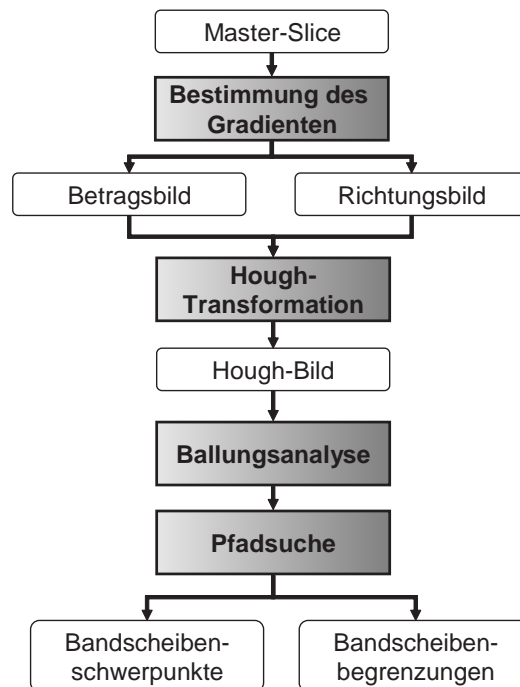 Master-Slice
Bestimmung des
Gradienten
Betragsbild
Richtungsbild
Hough-
Transformation
Hough-Bild
Ballungsanalyse
Pfadsuche
Bandscheiben-
schwerpunkte
Bandscheiben-
begrenzungen